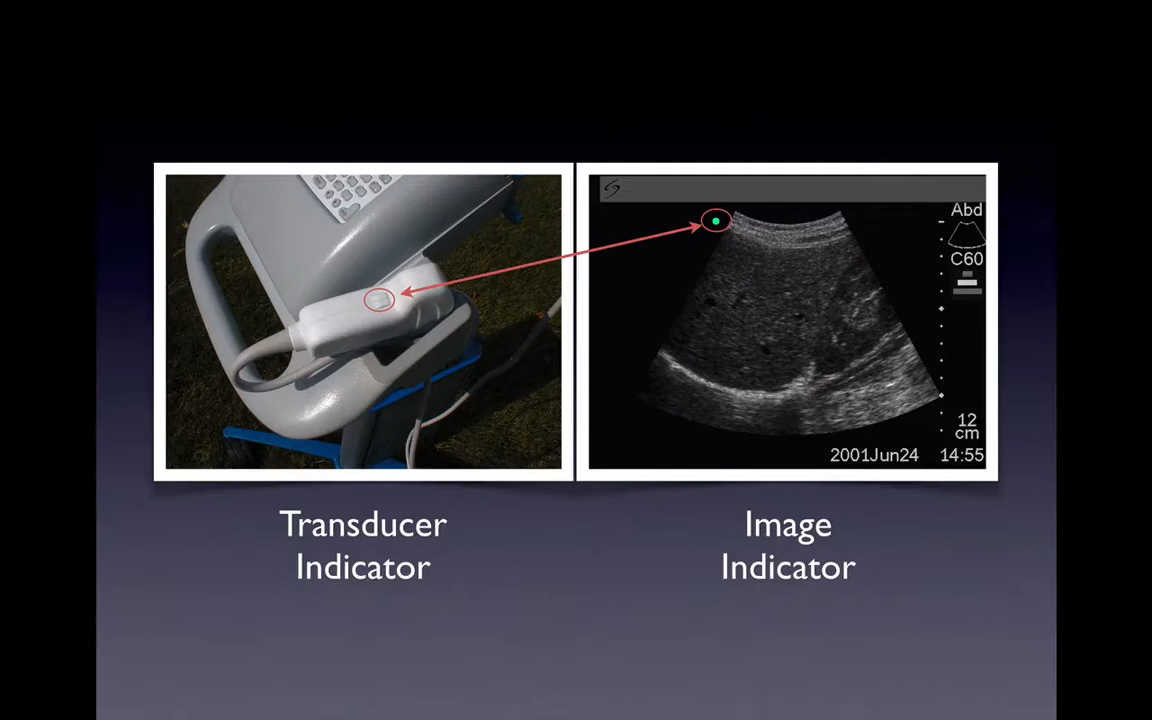 Abd
C60
12
cm
2001Jun24 14:55
Transducer
Indicator
Image
Indicator